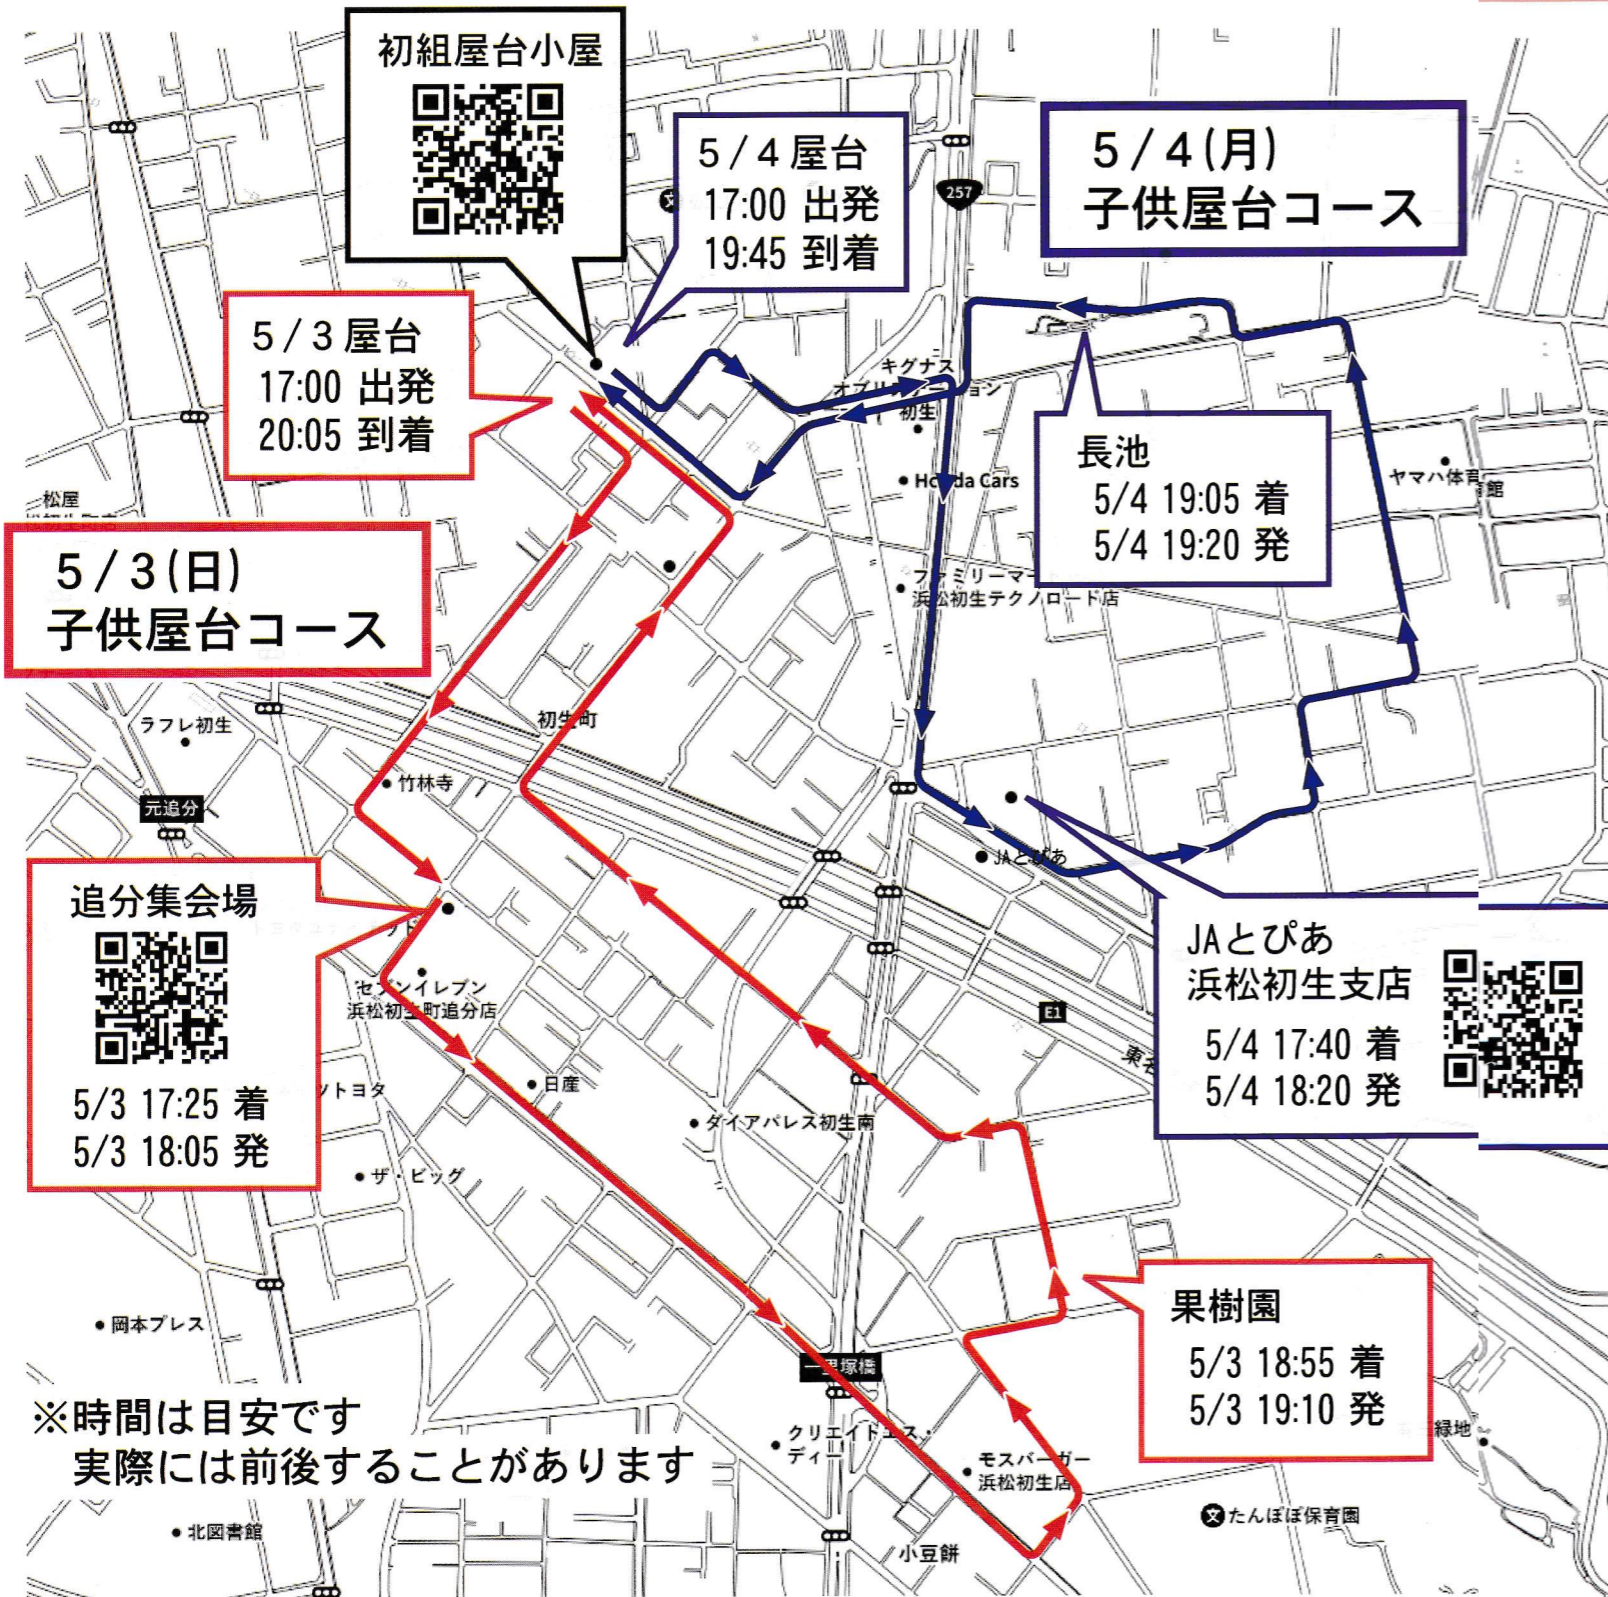 初組屋台小屋
5/4屋台
17:00 出発
19:45 到着
257
5/4(月)
子供屋台コース
5/3屋台
17:00 出発
20:05 到着
キグナス
初生
Honda Cars
長池
5/4 19:05 着
5/4 19:20 発
ヤマハ体育館
松屋
5/3(日)
子供屋台コース
浜松初生テクノロード店
ラフレ初生
初生町
竹林寺
元追分
JAとぴあ
追分集会場
5/3 17:25 着
5/3 18:05 発
セブンイレブン
浜松初生町追分店
JAとぴあ
浜松初生支店
5/4 17:40 着
5/4 18:20 発
E1
東名
日産
ットヨタ
ダイアパレス初生南
ザ・ビッグ
果樹園
5/3 18:55 着
5/3 19:10 発
岡本プレス
一里塚橋
※時間は目安です
実際には前後することがあります
クリエイトエス・
ディー
モスバーガー
浜松初生店
緑地
文たんぽぽ保育園
北図書館
小豆餅